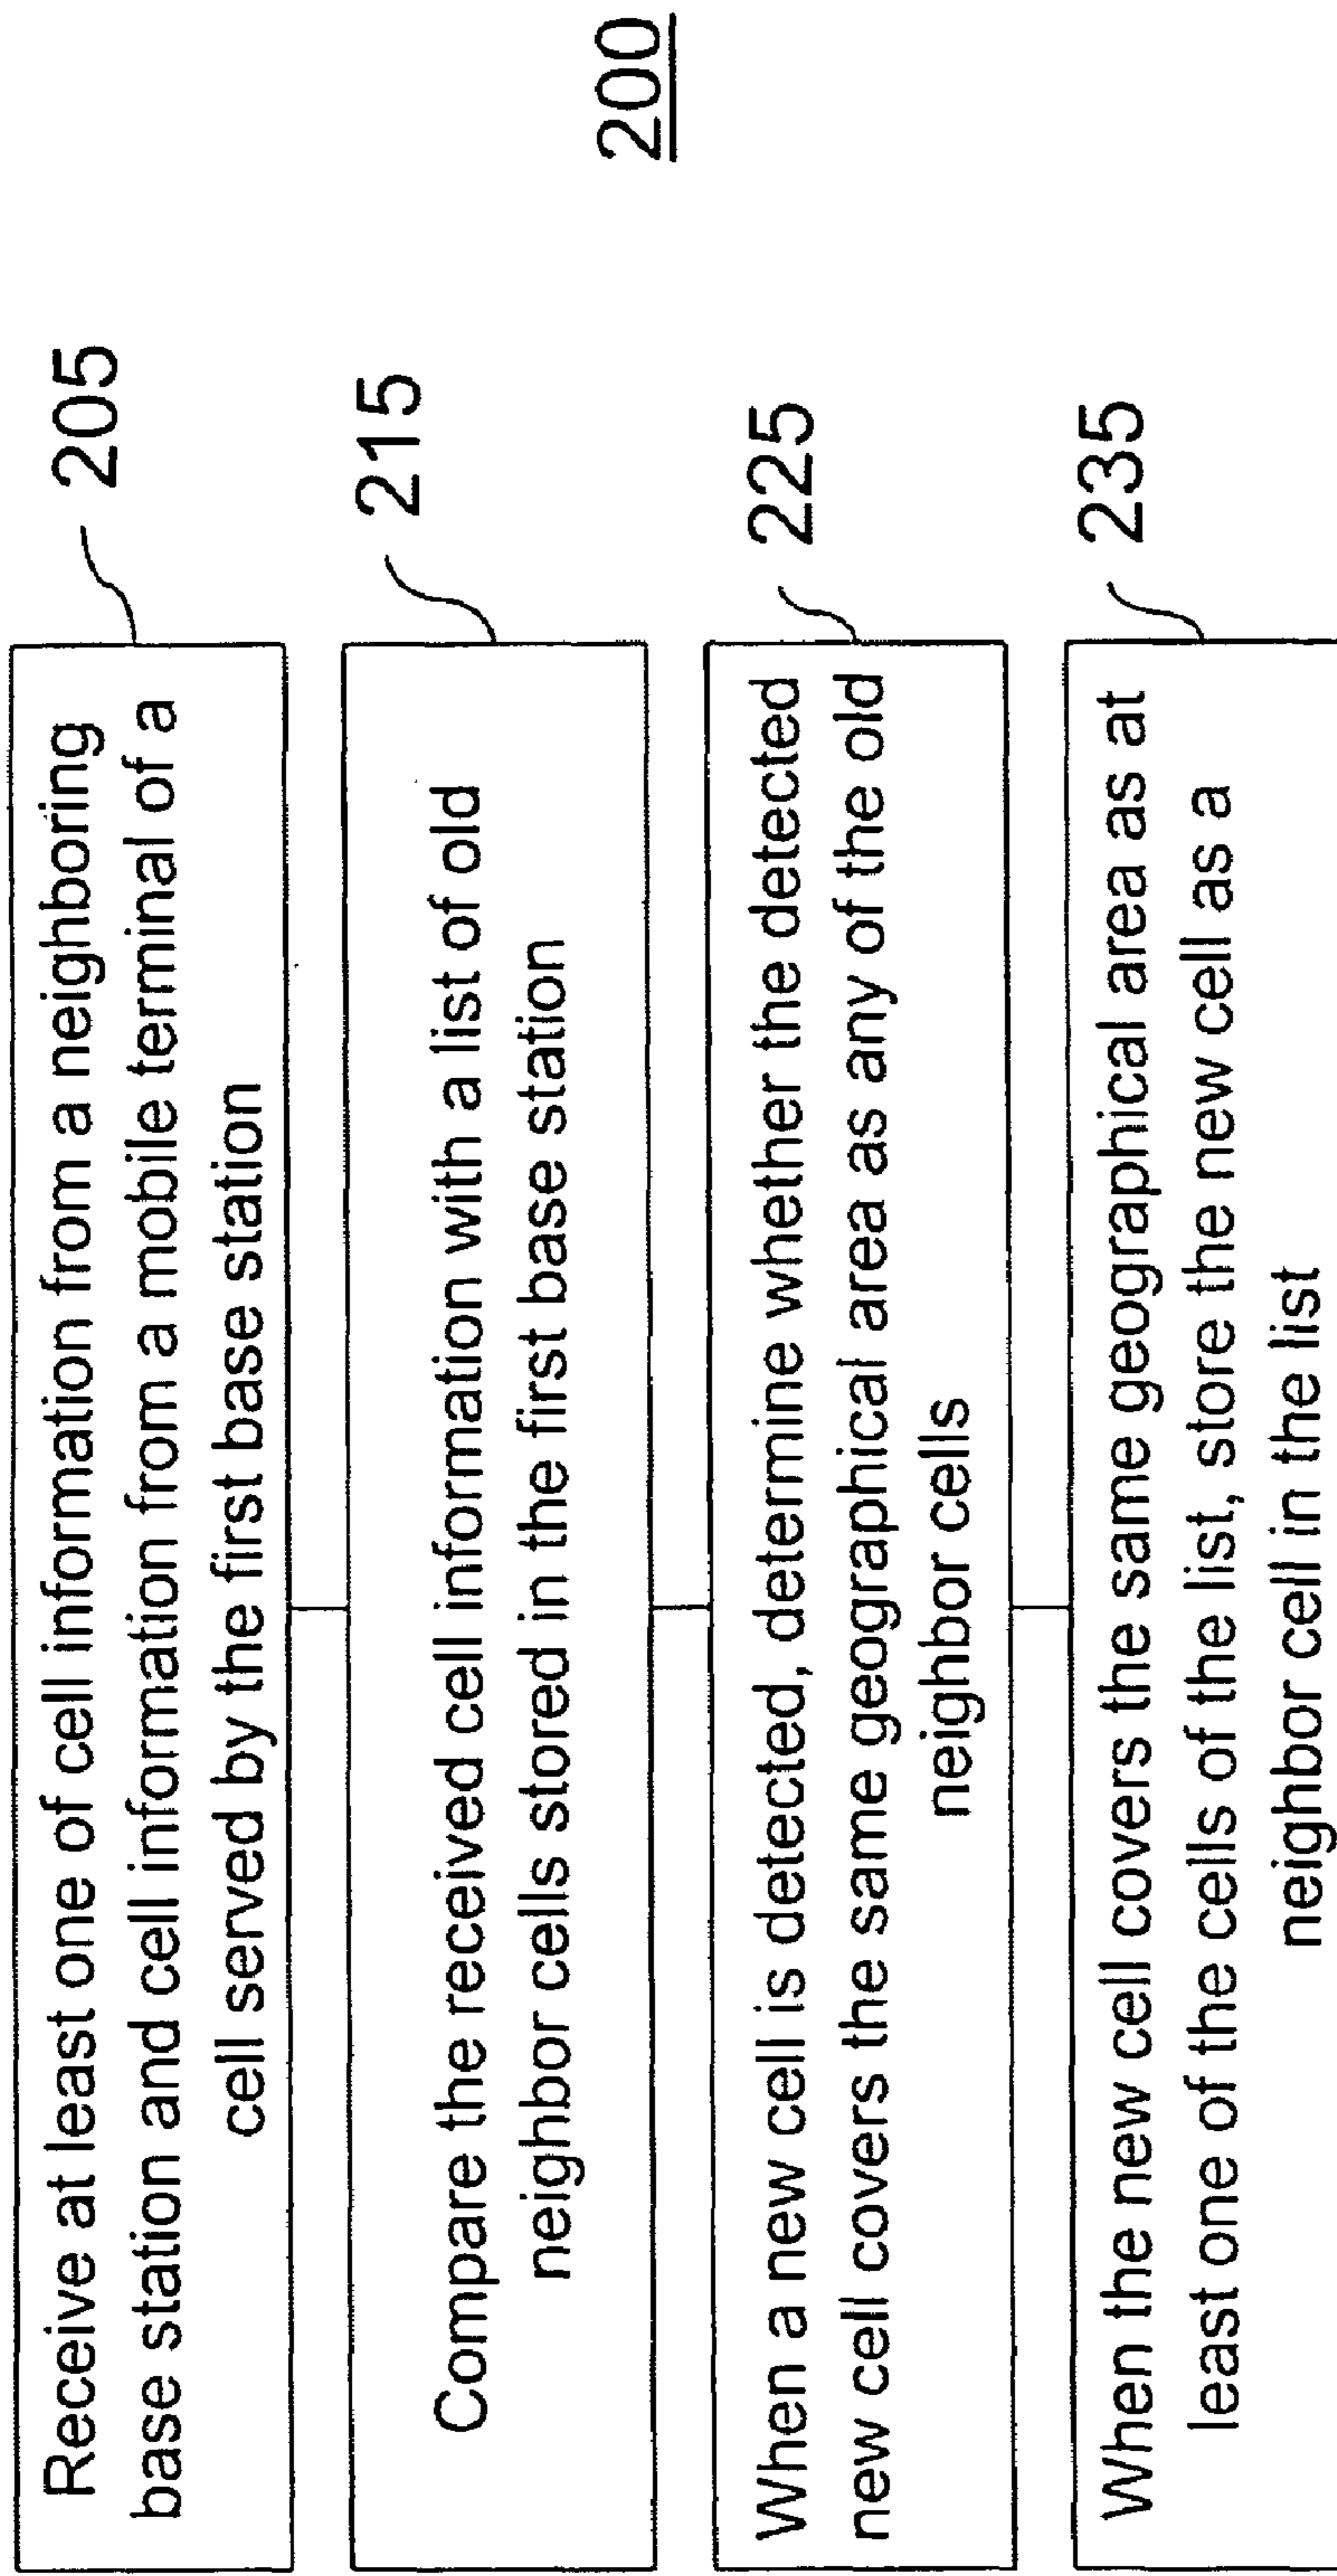 Receive at least one of cell information from a neighboring
base station and cell information from a mobile terminal of a
cell served by the first base station
205
Compare the received cell information with a list of old
neighbor cells stored in the first base station
215
When a new cell is detected, determine whether the detected
new cell covers the same geographical area as any of the old
neighbor cells
225
When the new cell covers the same geographical area as at
least one of the cells of the list, store the new cell as a
neighbor cell in the list
235
200